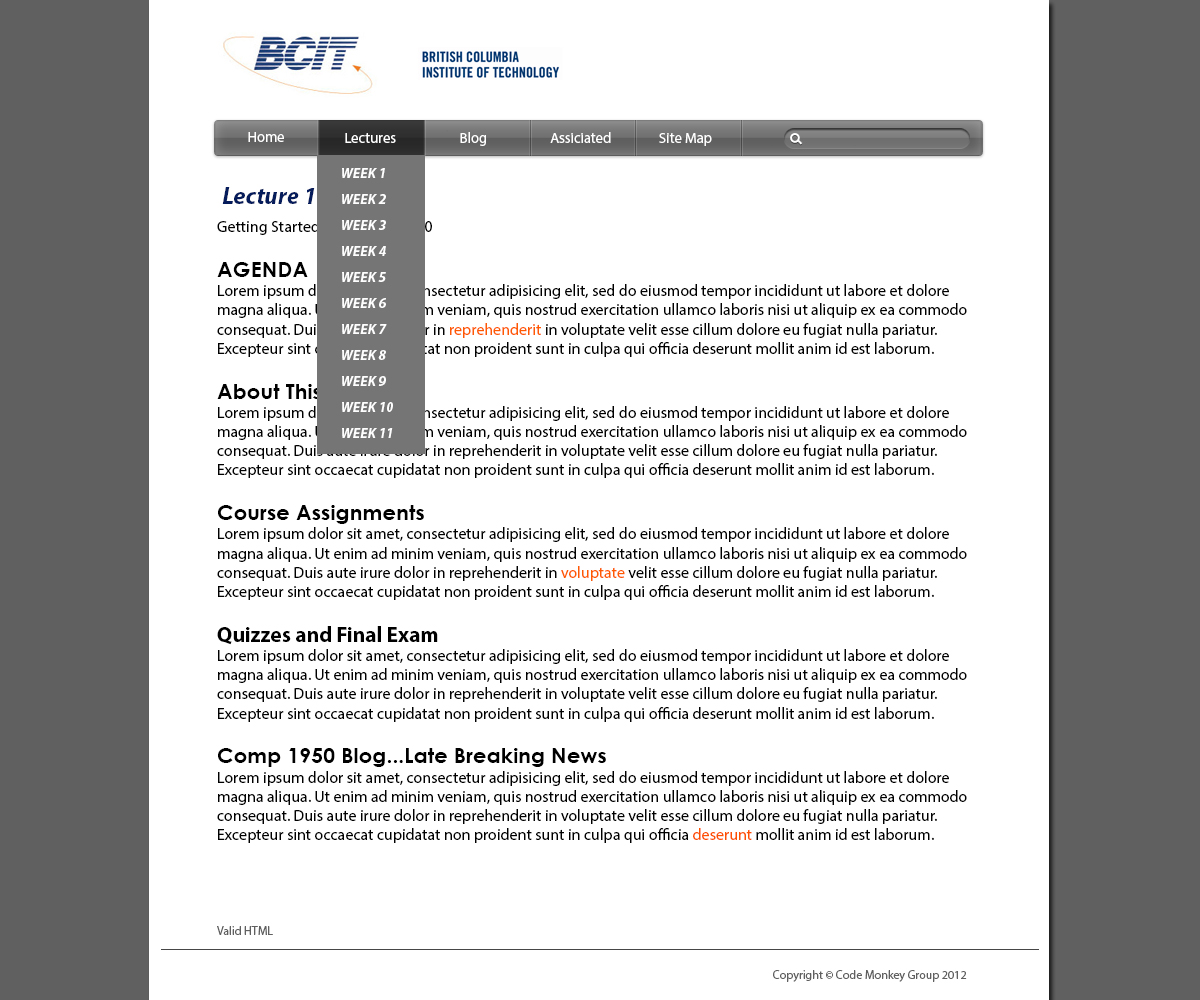 BCIT
BRITISH COLUMBIA
INSTITUTE OF TECHNOLOGY
Home Lectures Blog Assiciated Site Map
WEEK 1
WEEK 2
WEEK 3
WEEK 4
WEEK 5
WEEK 6
WEEK 7
WEEK 8
WEEK 9
WEEK 10
WEEK 11
Lecture 1
Getting Started 0
AGENDA
Lorem ipsum nsectetur adipisicing elit, sed do eiusmod tempor incididunt ut labore et dolore
magna aliqua. veniam, quis nostrud exercitation ullamco laboris nisi ut aliquip ex ea commodo
consequat. Dui in reprehenderit in voluptate velit esse cillum dolore eu fugiat nulla pariatur.
Excepteur sint tat non proident sunt in culpa qui officia deserunt mollit anim id est laborum.
About This
Lorem ipsum nsectetur adipisicing elit, sed do eiusmod tempor incididunt ut labore et dolore
magna aliqua. veniam, quis nostrud exercitation ullamco laboris nisi ut aliquip ex ea commodo
consequat. Duis aute irure dolor in reprehenderit in voluptate velit esse cillum dolore eu fugiat nulla pariatur.
Excepteur sint occaecat cupidatat non proident sunt in culpa qui officia deserunt mollit anim id est laborum.
Course Assignments
Lorem ipsum dolor sit amet, consectetur adipisicing elit, sed do eiusmod tempor incididunt ut labore et dolore
magna aliqua. Ut enim ad minim veniam, quis nostrud exercitation ullamco laboris nisi ut aliquip ex ea commodo
consequat. Duis aute irure dolor in reprehenderit in voluptate velit esse cillum dolore eu fugiat nulla pariatur.
Excepteur sint occaecat cupidatat non proident sunt in culpa qui officia deserunt mollit anim id est laborum.
Quizzes and Final Exam
Lorem ipsum dolor sit amet, consectetur adipisicing elit, sed do eiusmod tempor incididunt ut labore et dolore
magna aliqua. Ut enim ad minim veniam, quis nostrud exercitation ullamco laboris nisi ut aliquip ex ea commodo
consequat. Duis aute irure dolor in reprehenderit in voluptate velit esse cillum dolore eu fugiat nulla pariatur.
Excepteur sint occaecat cupidatat non proident sunt in culpa qui officia deserunt mollit anim id est laborum.
Comp 1950 Blog...Late Breaking News
Lorem ipsum dolor sit amet, consectetur adipisicing elit, sed do eiusmod tempor incididunt ut labore et dolore
magna aliqua. Ut enim ad minim veniam, quis nostrud exercitation ullamco laboris nisi ut aliquip ex ea commodo
consequat. Duis aute irure dolor in reprehenderit in voluptate velit esse cillum dolore eu fugiat nulla pariatur.
Excepteur sint occaecat cupidatat non proident sunt in culpa qui officia deserunt mollit anim id est laborum.
Valid HTML
Copyright © Code Monkey Group 2012